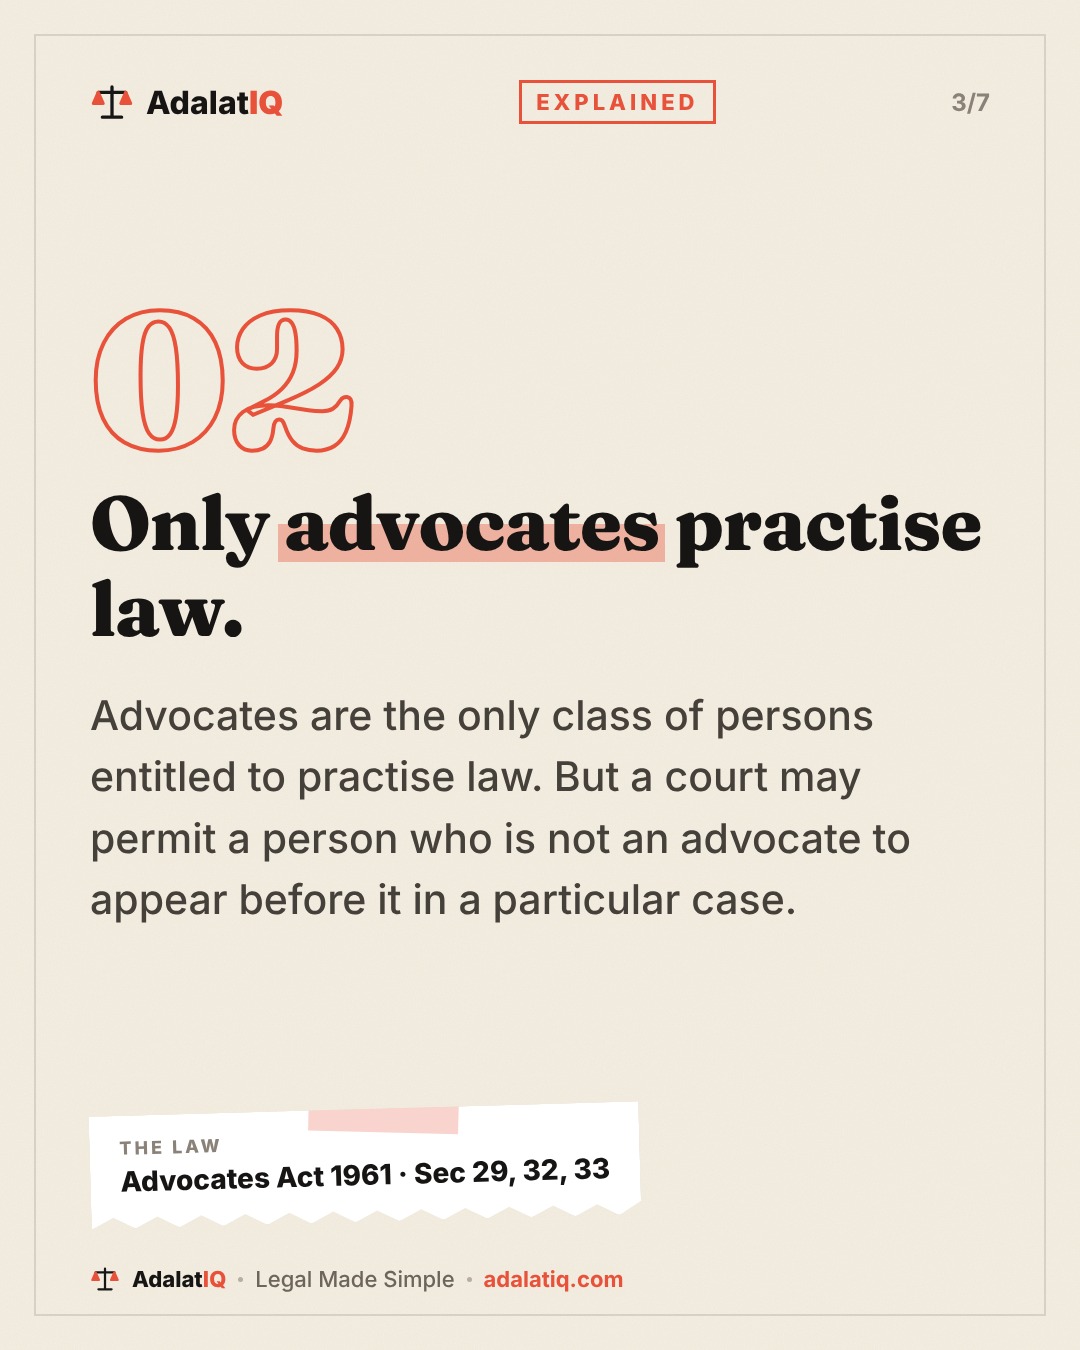 AdalatIQ
EXPLAINED
3/7
02
Only advocates practise
law.
Advocates are the only class of persons
entitled to practise law. But a court may
permit a person who is not an advocate to
appear before it in a particular case.
THE LAW
Advocates Act 1961 · Sec 29, 32, 33
AdalatIQ • Legal Made Simple • adalatiq.com